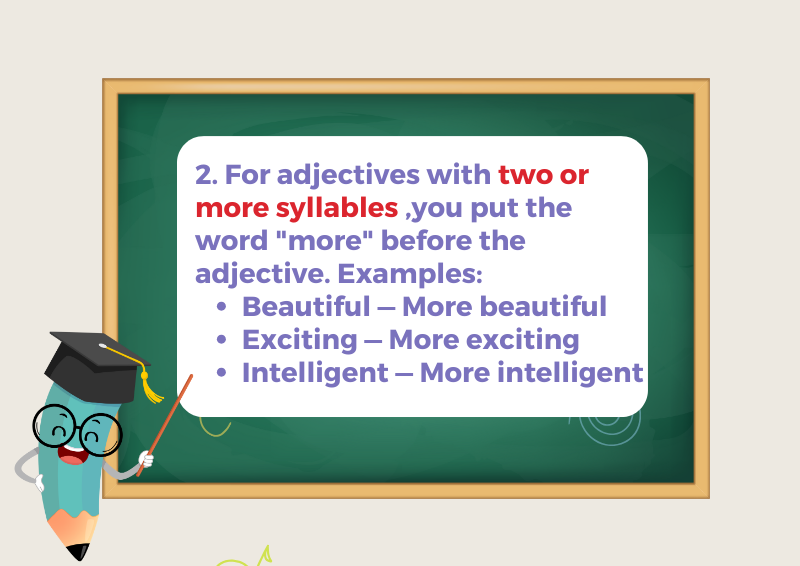 2. For adjectives with two or
more syllables ,you put the
word "more" before the
adjective. Examples:
• Beautiful – More beautiful
• Exciting – More exciting
• Intelligent – More intelligent